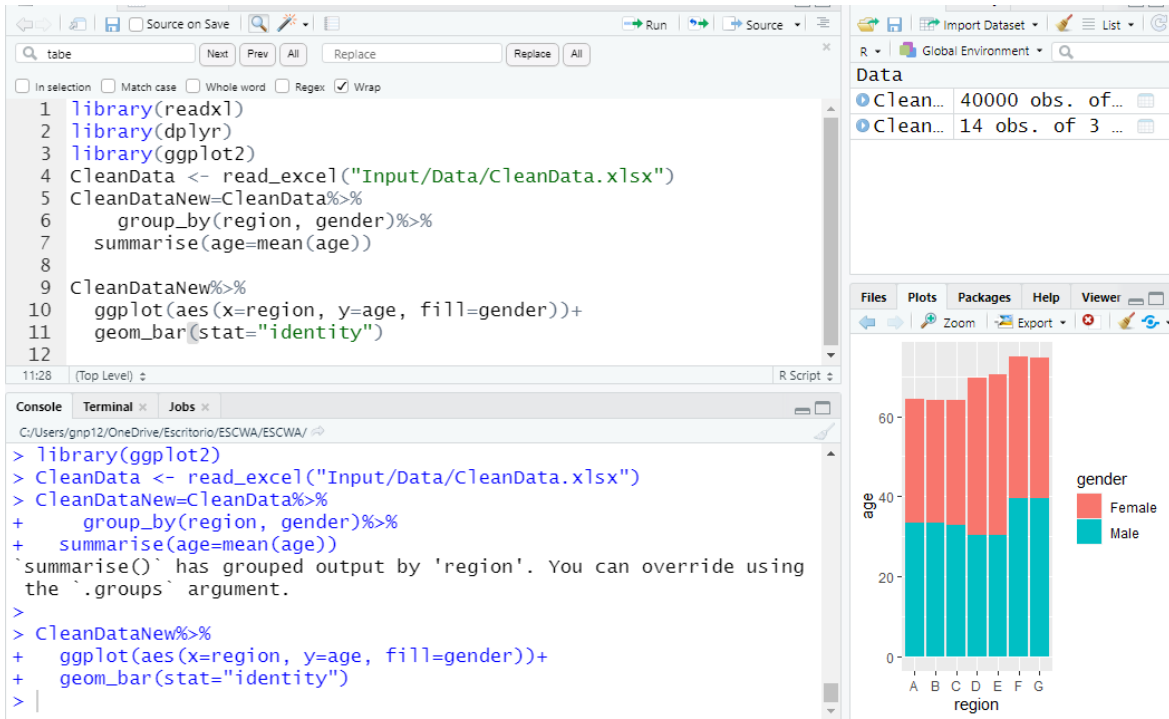 Source on Save
Run
Source
tabe
Next
Prev
All
Replace
Replace
All
In selection
Match case
Whole word
Regex
Wrap
1 library(readxl)
2 library(dplyr)
3 library(ggplot2)
4 CleanData <- read_excel("Input/Data/CleanData.xlsx")
5 CleanDataNew=CleanData%>%
6 group_by(region, gender)%>%
7 summarise(age=mean(age))
8
9 CleanDataNew%>%
10 ggplot(aes(x=region, y=age, fill=gender))+
11 geom_bar(stat="identity")
12
11:28
(Top Level)
R Script
Console
Terminal
Jobs
C:/Users/gnp12/OneDrive/Escritorio/ESCWA/ESCWA/
> library(ggplot2)
> CleanData <- read_excel("Input/Data/CleanData.xlsx")
> CleanDataNew=CleanData%>%
+ group_by(region, gender)%>%
+ summarise(age=mean(age))
`summarise()` has grouped output by 'region'. You can override using
the `.groups` argument.
>
> CleanDataNew%>%
+ ggplot(aes(x=region, y=age, fill=gender))+
+ geom_bar(stat="identity")
>
Import Dataset
List
R
Global Environment
Data
Clean… 40000 obs. of…
Clean… 14 obs. of 3 …
Files
Plots
Packages
Help
Viewer
Zoom
Export
60
40
20
0
age
A B C D E F G
region
gender
Female
Male